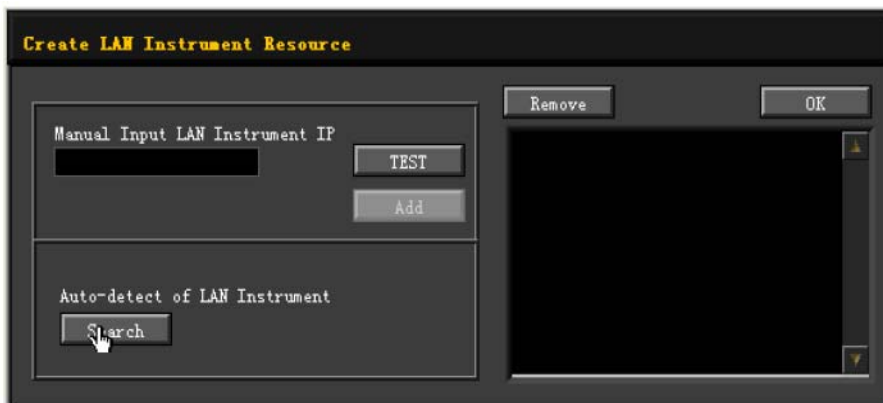 Create LAN Instrument Resource
Remove
OK
Manual Input LAN Instrument IP
TEST
Add
Auto-detect of LAN Instrument
Search